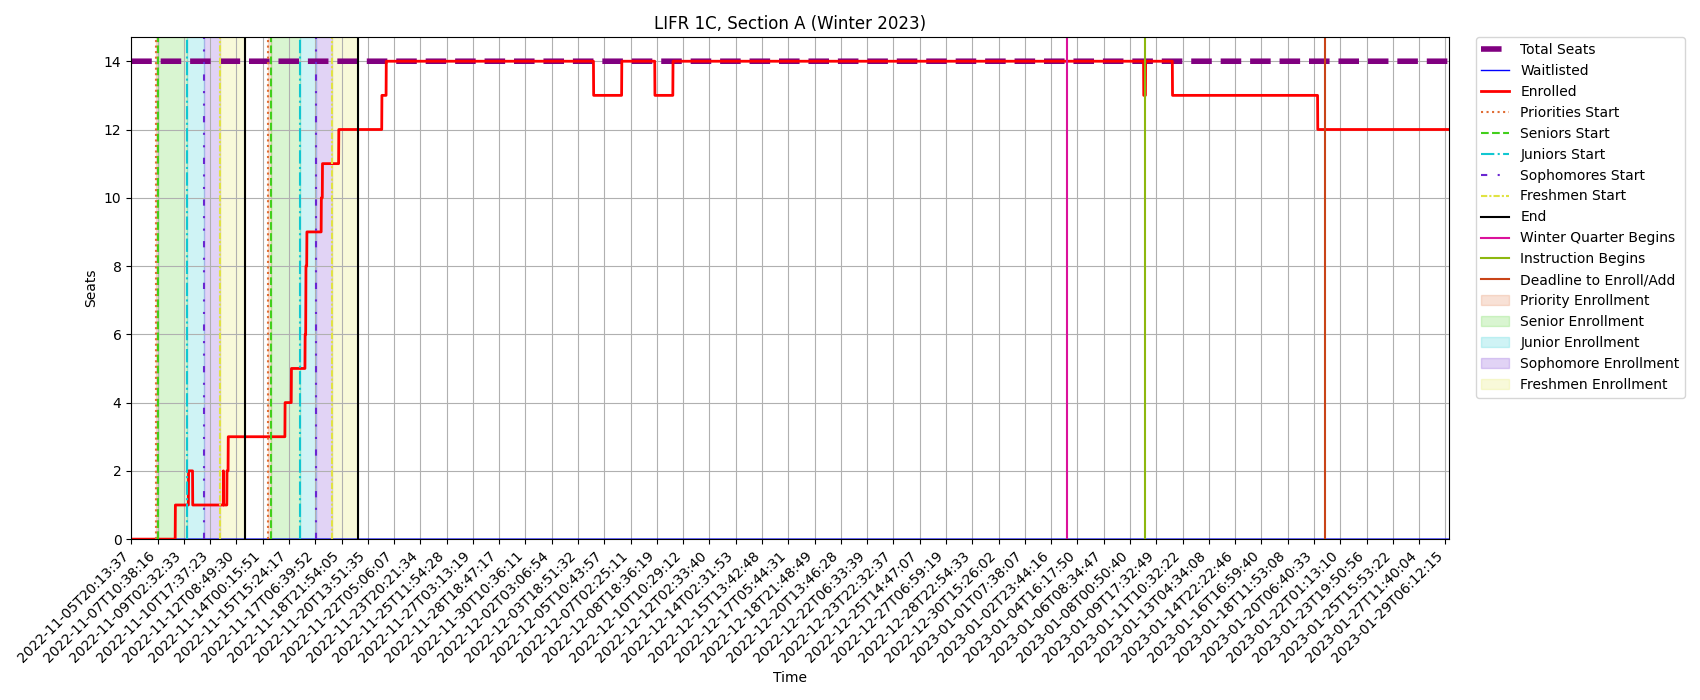 LIFR 1C, Section A (Winter 2023)
Seats
14
12
10
8
6
4
2
0
2022-11-05T20:13:37
2022-11-07T10:38:16
2022-11-09T02:32:33
2022-11-10T17:37:23
2022-11-12T08:49:30
2022-11-14T00:15:51
2022-11-15T15:24:17
2022-11-17T06:39:52
2022-11-18T21:54:05
2022-11-20T13:51:35
2022-11-22T05:06:07
2022-11-23T20:21:34
2022-11-25T11:54:28
2022-11-27T03:13:19
2022-11-28T18:47:17
2022-11-30T10:36:11
2022-12-02T03:06:54
2022-12-03T18:51:32
2022-12-05T10:43:57
2022-12-07T02:25:11
2022-12-08T18:36:19
2022-12-10T10:29:12
2022-12-12T02:33:40
2022-12-14T02:31:53
2022-12-15T13:42:48
2022-12-17T05:44:31
2022-12-18T21:48:49
2022-12-20T13:46:28
2022-12-22T06:33:39
2022-12-23T22:32:37
2022-12-25T14:47:07
2022-12-27T06:59:19
2022-12-28T22:54:33
2022-12-30T15:26:02
2023-01-01T07:38:07
2023-01-02T23:44:16
2023-01-04T16:17:50
2023-01-06T08:34:47
2023-01-08T00:50:40
2023-01-09T17:32:49
2023-01-11T10:32:22
2023-01-13T04:34:08
2023-01-14T22:22:46
2023-01-16T16:59:40
2023-01-18T11:53:08
2023-01-20T06:40:33
2023-01-22T01:13:10
2023-01-23T19:50:56
2023-01-25T15:53:22
2023-01-27T11:40:04
2023-01-29T06:12:15
Time
Total Seats
Waitlisted
Enrolled
Priorities Start
Seniors Start
Juniors Start
Sophomores Start
Freshmen Start
End
Winter Quarter Begins
Instruction Begins
Deadline to Enroll/Add
Priority Enrollment
Senior Enrollment
Junior Enrollment
Sophomore Enrollment
Freshmen Enrollment